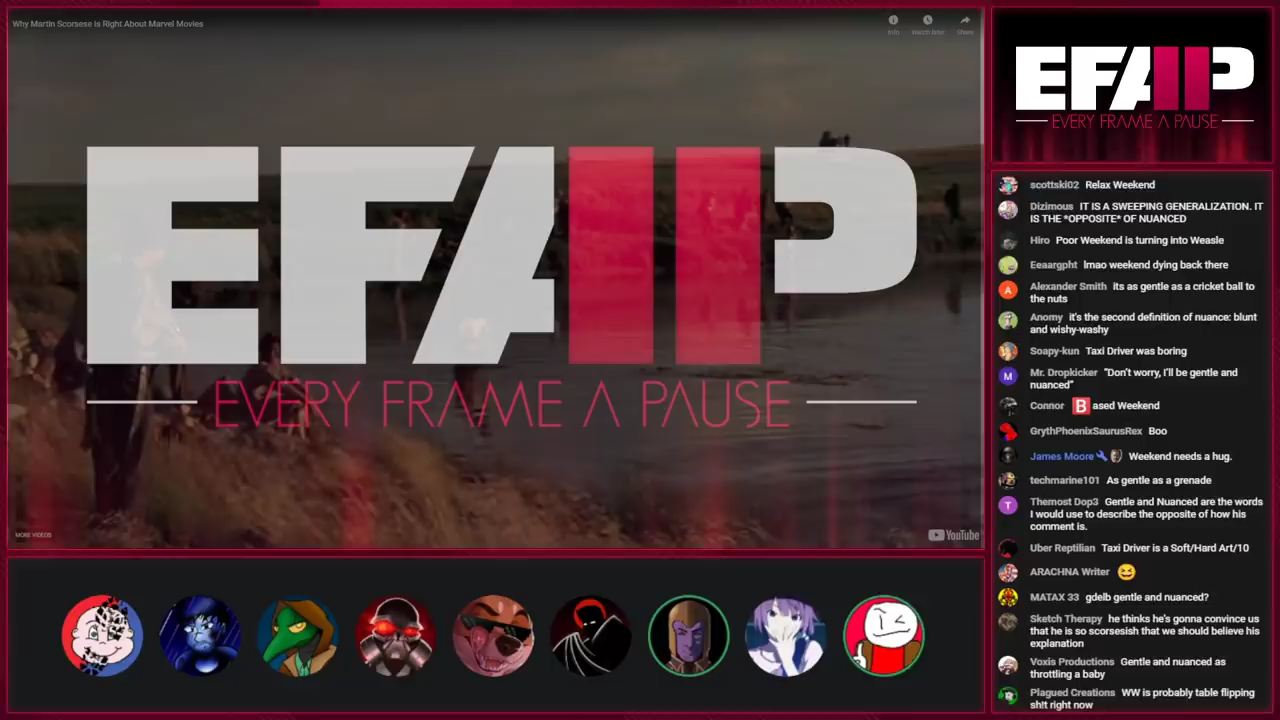 Why Martin Scorsese Is Right About Marvel Movies
Info
Watch later
Share
EFAP
EVERY FRAME A PAUSE
MORE VIDEOS
YouTube
EFAP
EVERY FRAME A PAUSE
scottski02 Relax Weekend
Dizimous IT IS A SWEEPING GENERALIZATION. IT
IS THE *OPPOSITE* OF NUANCED
Hiro Poor Weekend is turning into Weasle
Eeaargpht lmao weekend dying back there
Alexander Smith its as gentle as a cricket ball to
the nuts
Anomy it's the second definition of nuance: blunt
and wishy-washy
Soapy-kun Taxi Driver was boring
M
Mr. Dropkicker "Don't worry, I'll be gentle and
nuanced"
Connor B ased Weekend
GrythPhoenixSaurusRex Boo
James Moore Weekend needs a hug.
techmarine101 As gentle as a grenade
T
Themost Dop3 Gentle and Nuanced are the words
I would use to describe the opposite of how his
comment is.
Uber Reptilian Taxi Driver is a Soft/Hard Art/10
ARACHNA Writer
MATAX 33 gdelb gentle and nuanced?
Sketch Therapy he thinks he's gonna convince us
that he is so scorsesish that we should believe his
explanation
Voxis Productions Gentle and nuanced as
throttling a baby
Plagued Creations WW is probably table flipping
sh!t right now